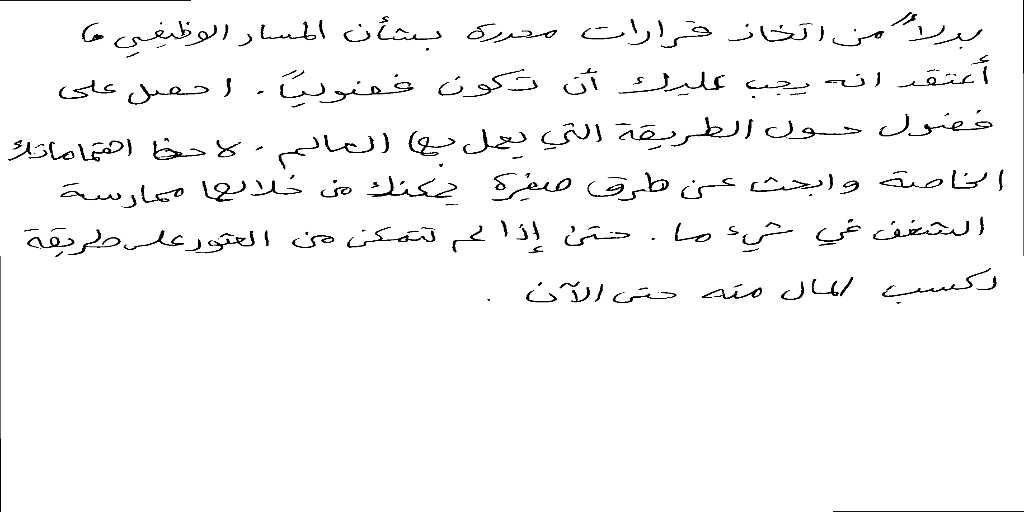 بدلاً من اتخاذ قرارات محددة بشأن المسار الوظيفي ،
أعتقد انه يجب عليك أن تكون فضولياً . احصل على
فضول حول الطريقة التي يعمل بها العالم . لاحظ اهتماماتك
الخاصة وابحث عن طرق صغيرة يمكنك من خلالها ممارسة
الشغف في شيء ما . حتى إذا لم تتمكن من العثور على طريقة
لكسب المال منه حتى الآن .